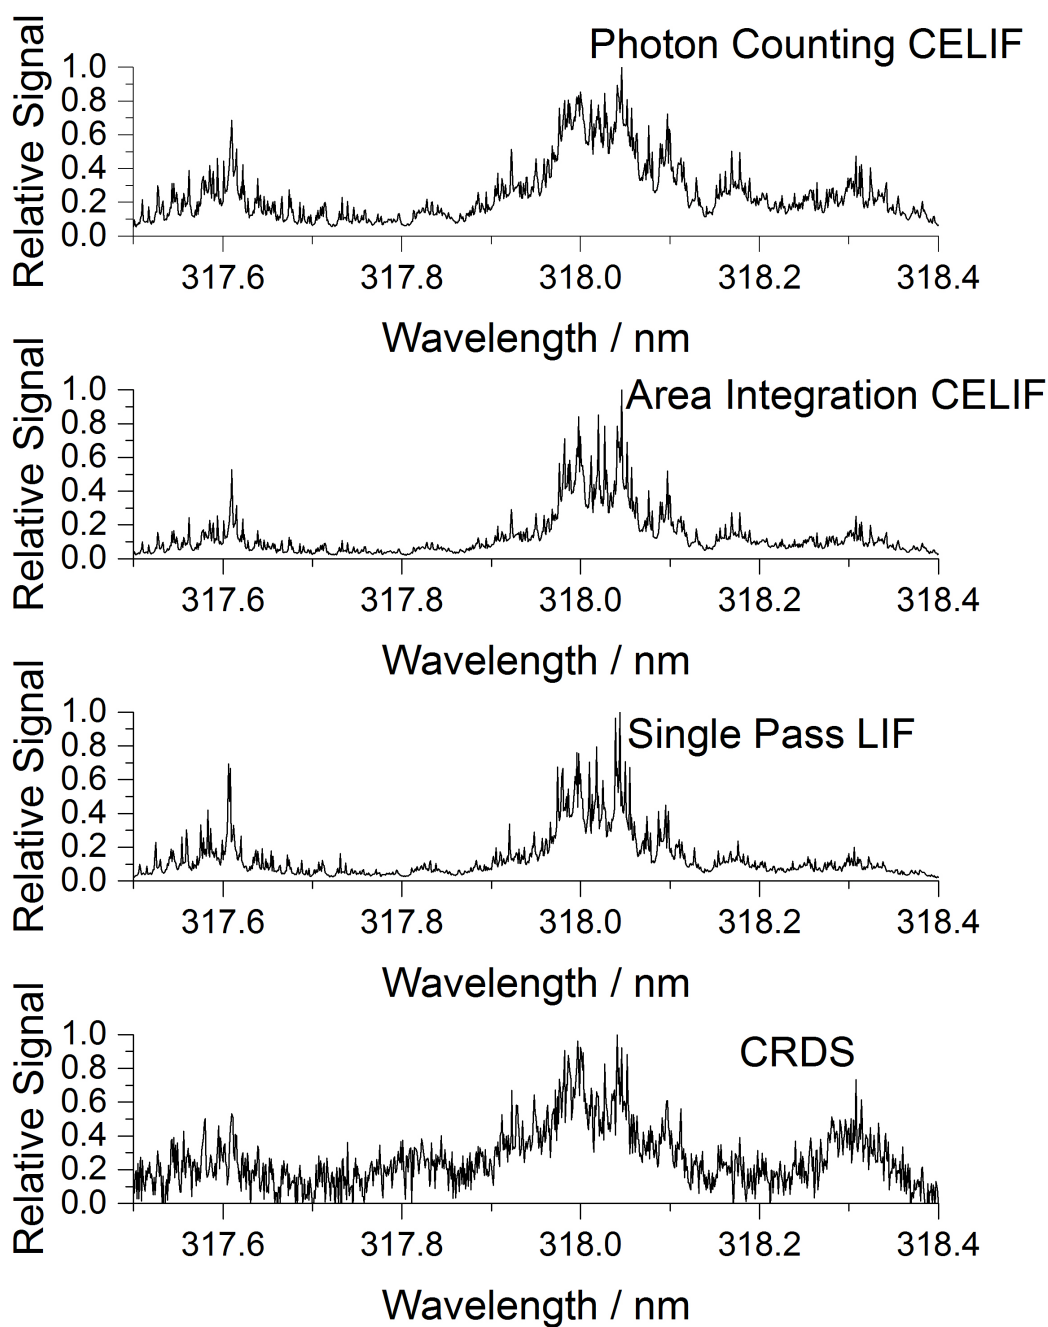 Photon Counting CELIF
Relative Signal
1.0
0.8
0.6
0.4
0.2
0.0
317.6 317.8 318.0 318.2 318.4
Wavelength / nm
Area Integration CELIF
Relative Signal
1.0
0.8
0.6
0.4
0.2
0.0
317.6 317.8 318.0 318.2 318.4
Wavelength / nm
Single Pass LIF
Relative Signal
1.0
0.8
0.6
0.4
0.2
0.0
317.6 317.8 318.0 318.2 318.4
Wavelength / nm
CRDS
Relative Signal
1.0
0.8
0.6
0.4
0.2
0.0
317.6 317.8 318.0 318.2 318.4
Wavelength / nm